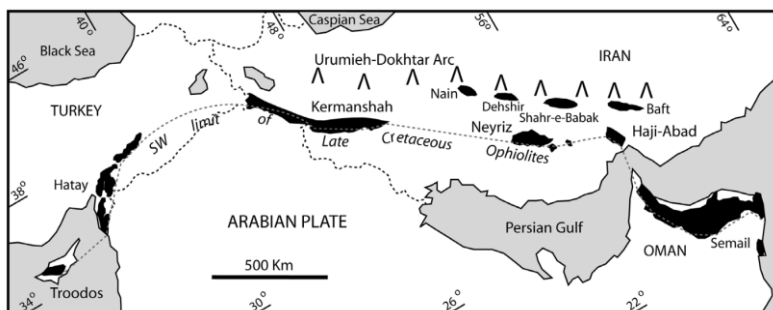 40°
48
Caspian Sea
56°
64°
Black Sea
46°
Urumieh-Dokhtar Arc
IRAN
TURKEY
Nain
Dehshir
Kermanshah
Shahr-e-Babak
Baft
SW limit of Late Cretaceous Ophiolites
Neyriz
Haji-Abad
38°
Hatay
ARABIAN PLATE
Persian Gulf
OMAN
Semail
500 Km
Troodos
34°
30°
26°
22°